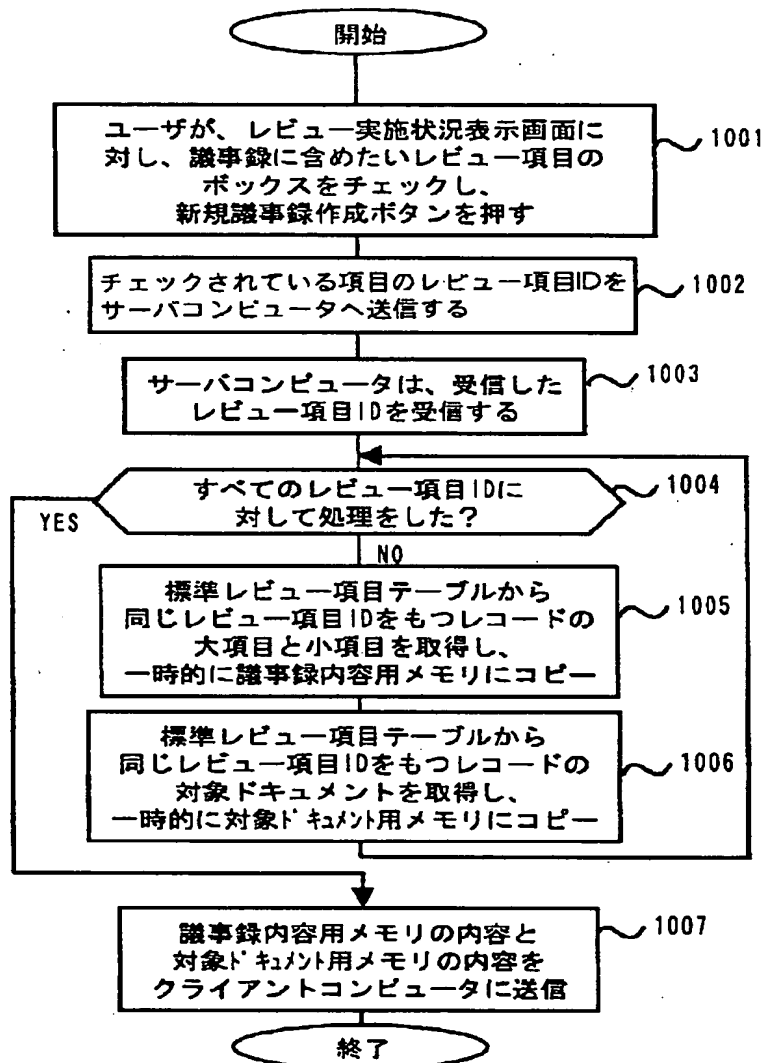 開始
ユーザが、レビュー実施状況表示画面に
対し、議事録に含めたいレビュー項目の
ボックスをチェックし、
新規議事録作成ボタンを押す
1001
チェックされている項目のレビュー項目IDを
サーバコンピュータへ送信する
1002
サーバコンピュータは、受信した
レビュー項目IDを受信する
1003
すべてのレビュー項目IDに
対して処理をした?
1004
YES
NO
標準レビュー項目テーブルから
同じレビュー項目IDをもつレコードの
大項目と小項目を取得し、
一時的に議事録内容用メモリにコピー
1005
標準レビュー項目テーブルから
同じレビュー項目IDをもつレコードの
対象ドキュメントを取得し、
一時的に対象ドキュメント用メモリにコピー
1006
議事録内容用メモリの内容と
対象ドキュメント用メモリの内容を
クライアントコンピュータに送信
1007
終了